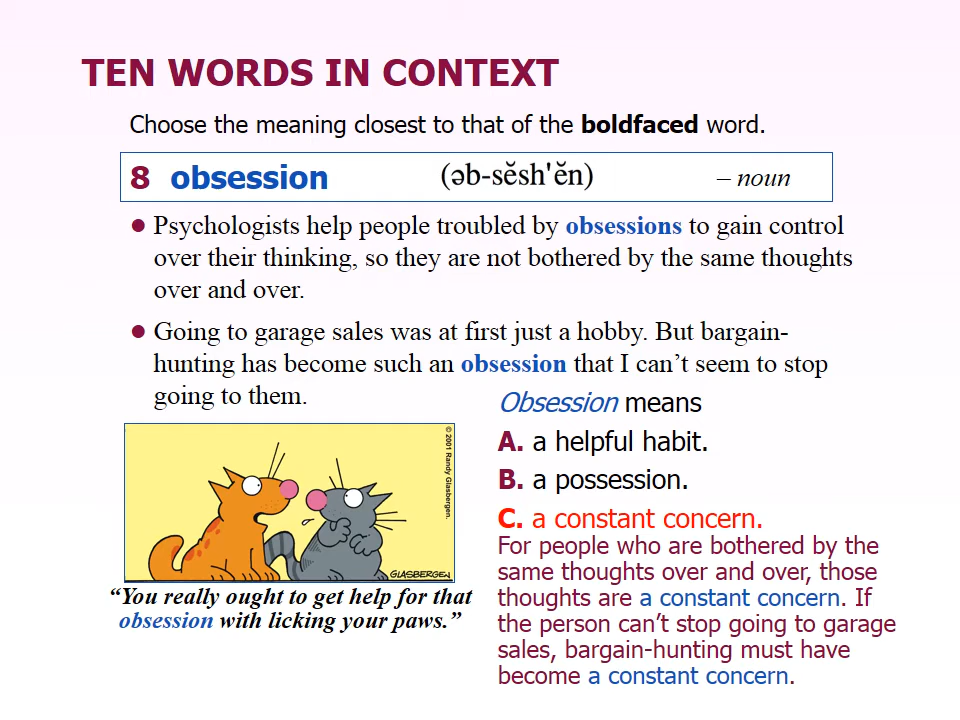 TEN WORDS IN CONTEXT
Choose the meaning closest to that of the boldfaced word.
8 obsession (əb-sĕsh'ĕn) – noun
● Psychologists help people troubled by obsessions to gain control
over their thinking, so they are not bothered by the same thoughts
over and over.
● Going to garage sales was at first just a hobby. But bargain-
hunting has become such an obsession that I can’t seem to stop
going to them.
© 2001 Randy Glasbergen.
GLASBERGEN
“You really ought to get help for that
obsession with licking your paws.”
Obsession means
A. a helpful habit.
B. a possession.
C. a constant concern.
For people who are bothered by the
same thoughts over and over, those
thoughts are a constant concern. If
the person can’t stop going to garage
sales, bargain-hunting must have
become a constant concern.